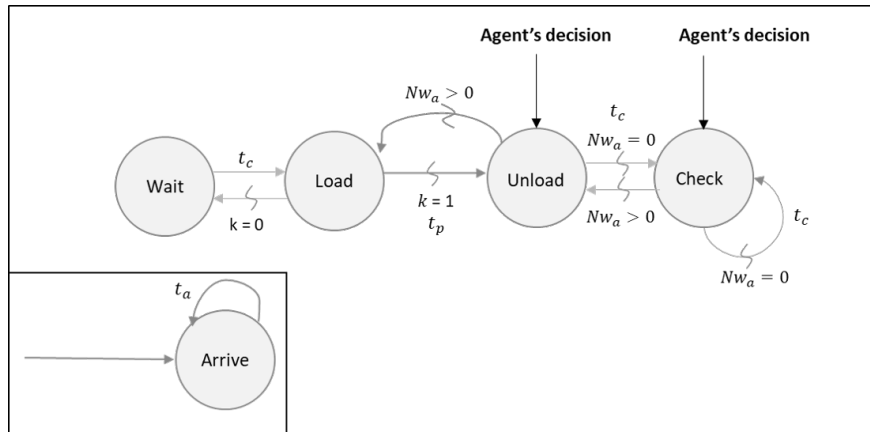 Agent's decision
Agent's decision
Nw_a > 0
t_c
Nw_a = 0
t_c
Wait
Load
Unload
Check
k = 0
k = 1
t_p
Nw_a > 0
t_c
Nw_a = 0
t_a
Arrive